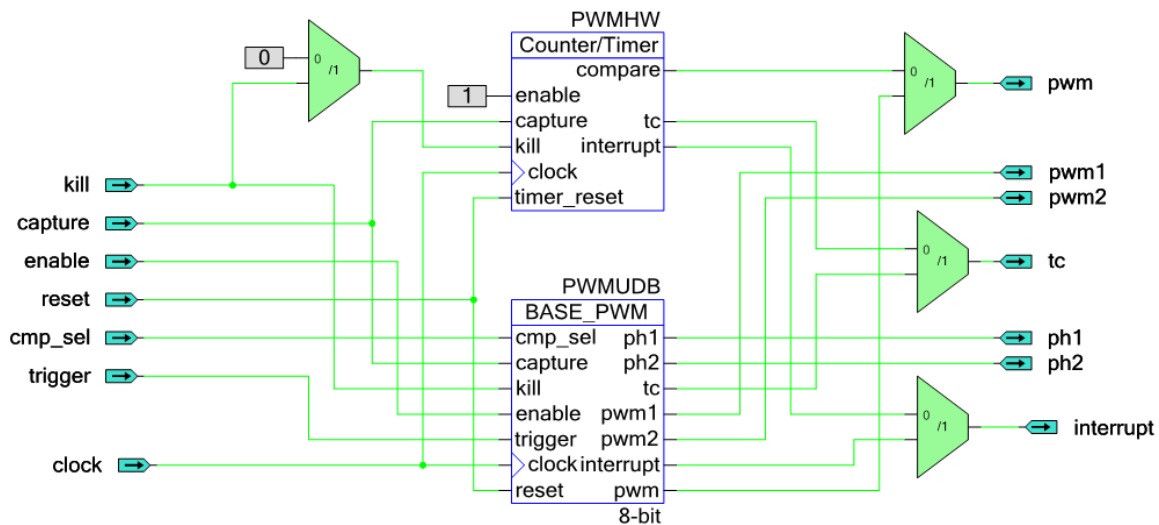 PWMHW
Counter/Timer
compare
enable
capture
tc
kill
interrupt
clock
timer_reset
0
0
/1
1
0
/1
pwm
pwm1
pwm2
0
/1
tc
kill
capture
enable
reset
cmp_sel
trigger
clock
PWMUDB
BASE_PWM
cmp_sel
ph1
capture
ph2
kill
tc
enable
pwm1
trigger
pwm2
clock
interrupt
reset
pwm
8-bit
ph1
ph2
0
/1
interrupt